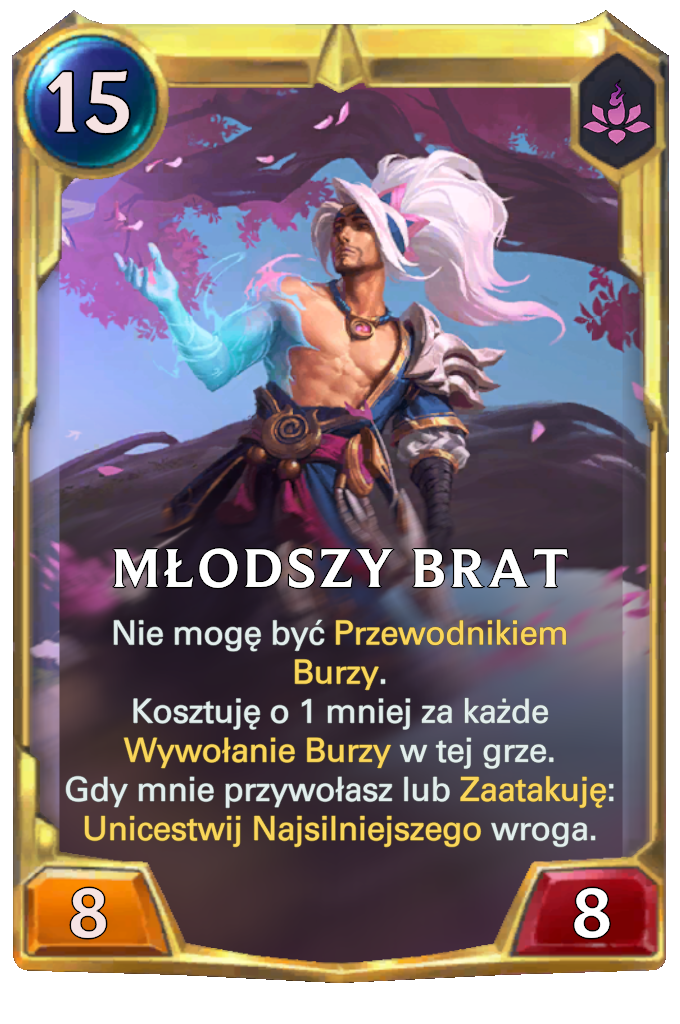 15
MŁODSZY BRAT
Nie mogę być Przewodnikiem
Burzy.
Kosztuję o 1 mniej za każde
Wywołanie Burzy w tej grze.
Gdy mnie przywołasz lub Zaatakuję:
Unicestwij Najsilniejszego wroga.
8
8